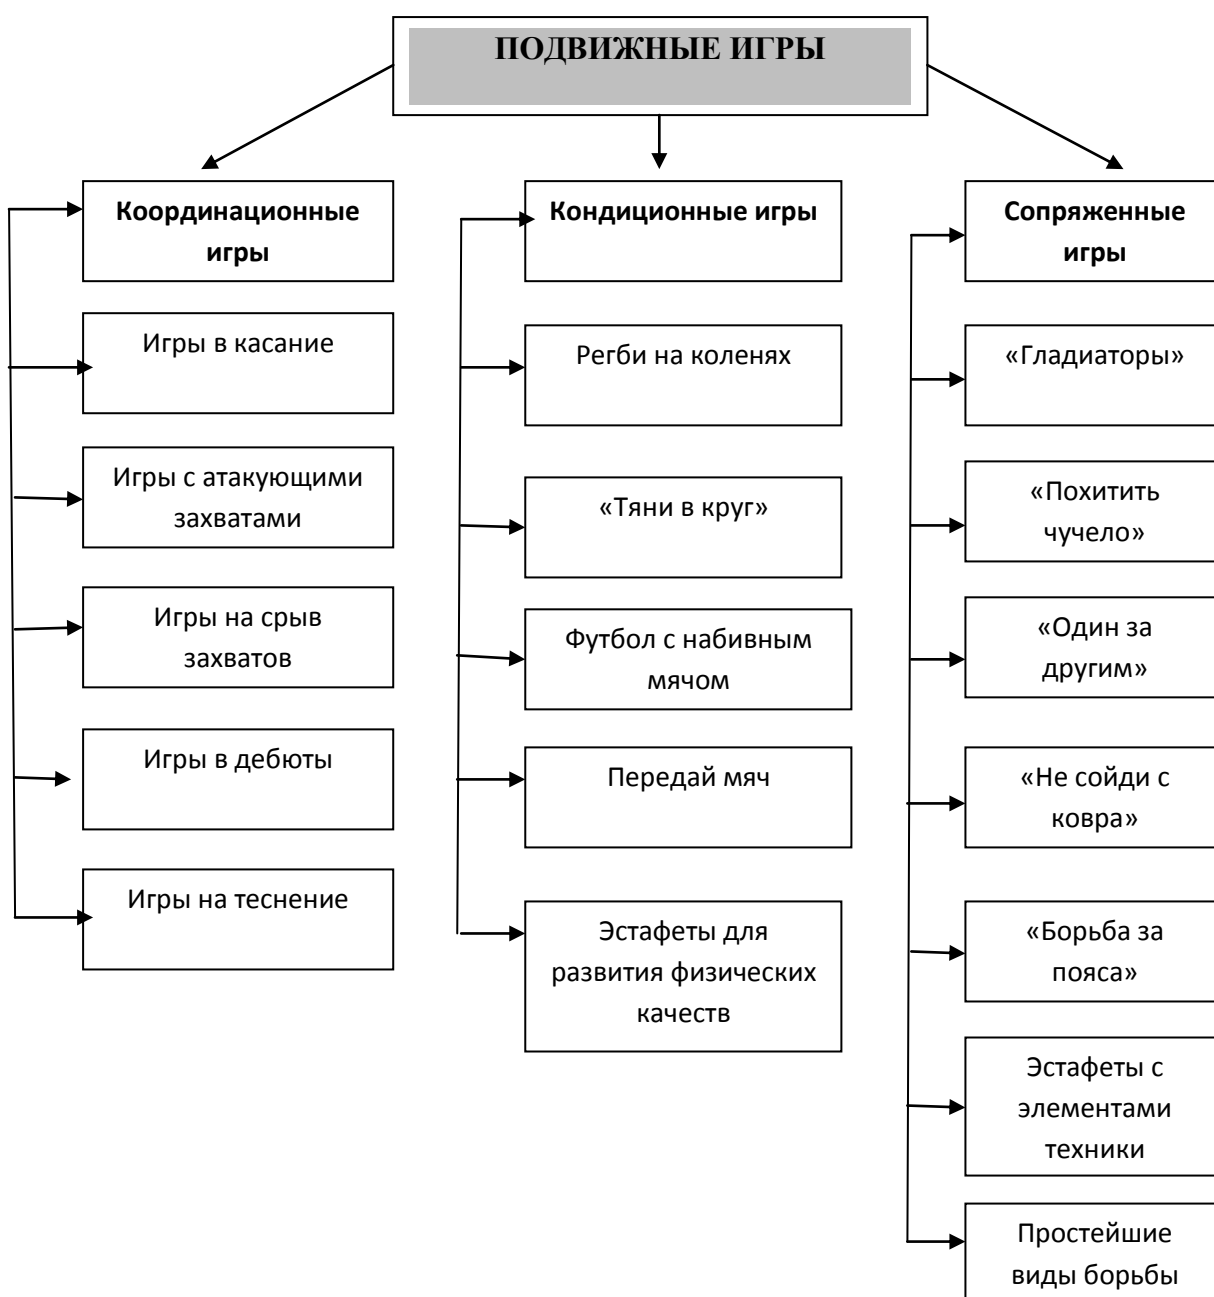 ПОДВИЖНЫЕ ИГРЫ
Координационные
игры
Игры в касание
Игры с атакующими
захватами
Игры на срыв
захватов
Игры в дебюты
Игры на теснение
Кондиционные игры
Регби на коленях
«Тяни в круг»
Футбол с набивным
мячом
Передай мяч
Эстафеты для
развития физических
качеств
Сопряженные
игры
«Гладиаторы»
«Похитить
чучело»
«Один за
другим»
«Не сойди с
ковра»
«Борьба за
пояса»
Эстафеты с
элементами
техники
Простейшие
виды борьбы